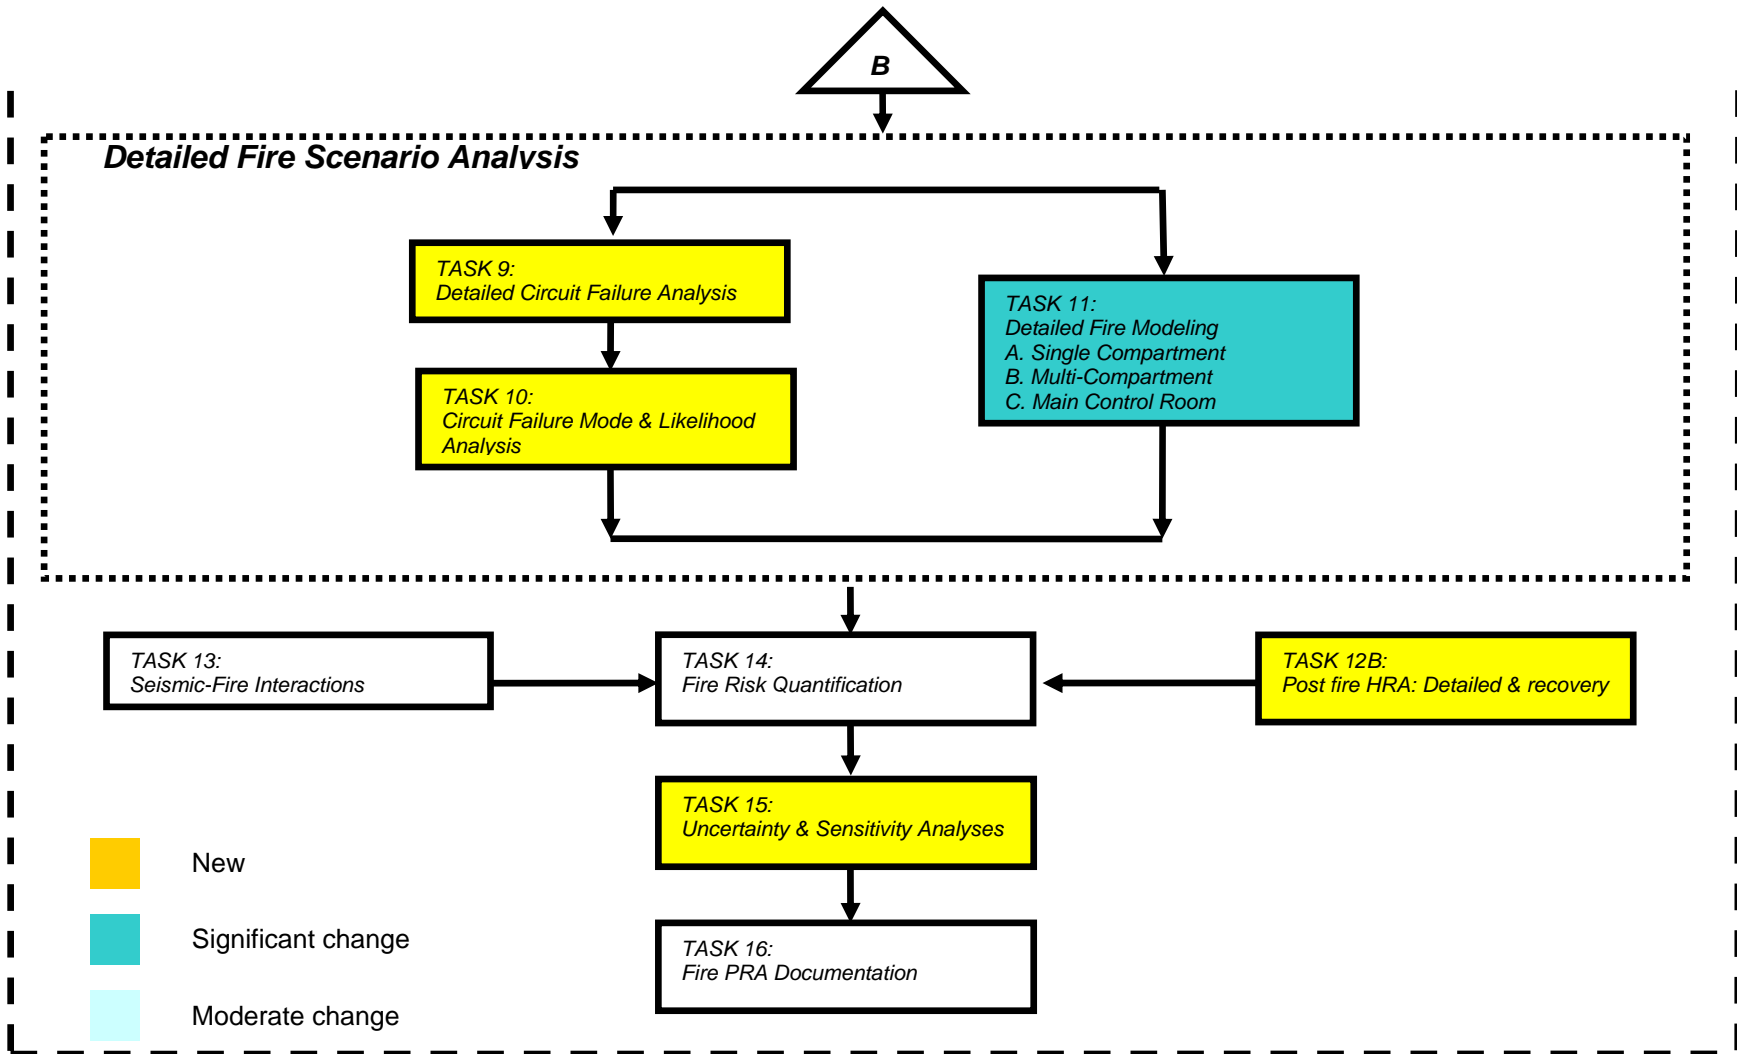 B
Detailed Fire Scenario Analysis
TASK 9:
Detailed Circuit Failure Analysis
TASK 11:
Detailed Fire Modeling
A. Single Compartment
B. Multi-Compartment
C. Main Control Room
TASK 10:
Circuit Failure Mode & Likelihood
Analysis
TASK 13:
Seismic-Fire Interactions
TASK 14:
Fire Risk Quantification
TASK 12B:
Post fire HRA: Detailed & recovery
TASK 15:
Uncertainty & Sensitivity Analyses
New
Significant change
Moderate change
TASK 16:
Fire PRA Documentation